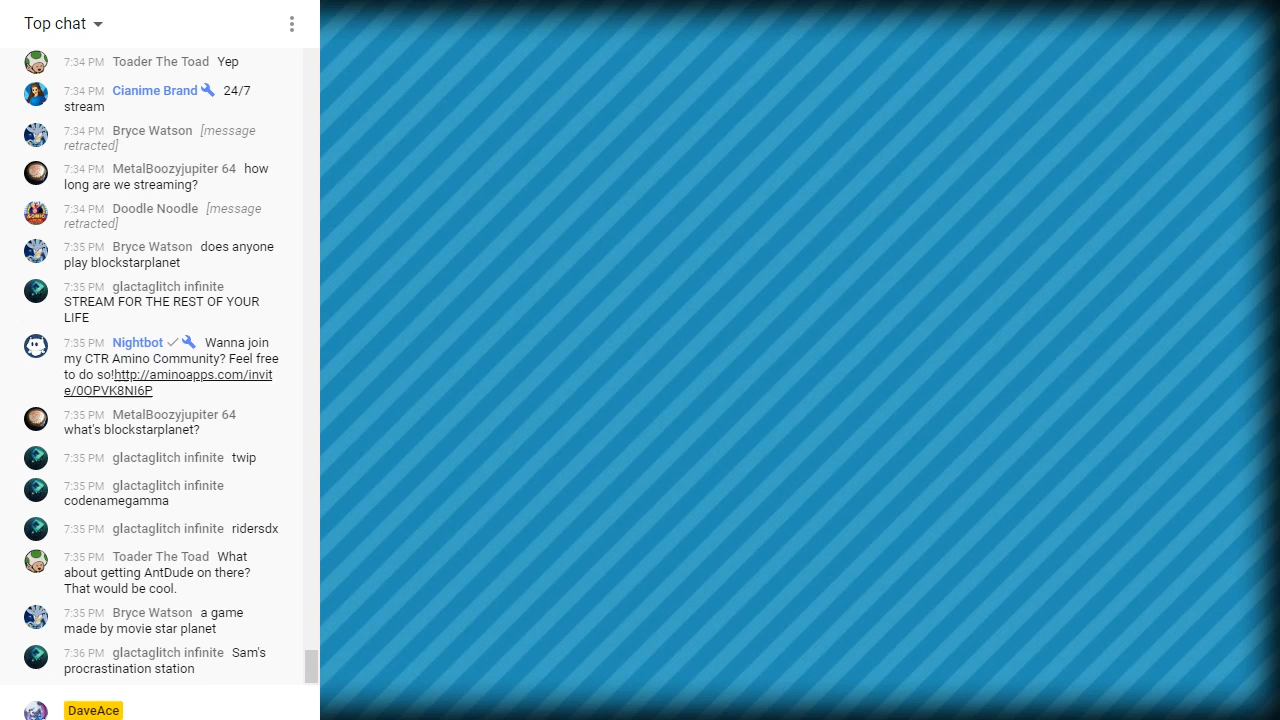 Top chat
7:34 PM Toader The Toad Yep
7:34 PM Cianime Brand 24/7
stream
7:34 PM Bryce Watson [message
retracted]
7:34 PM MetalBoozyjupiter 64 how
long are we streaming?
7:34 PM Doodle Noodle [message
retracted]
7:35 PM Bryce Watson does anyone
play blockstarplanet
7:35 PM glactaglitch infinite
STREAM FOR THE REST OF YOUR
LIFE
7:35 PM Nightbot Wanna join
my CTR Amino Community? Feel free
to do so!http://aminoapps.com/invit
e/0OPVK8NI6P
7:35 PM MetalBoozyjupiter 64
what's blockstarplanet?
7:35 PM glactaglitch infinite twip
7:35 PM glactaglitch infinite
codenamegamma
7:35 PM glactaglitch infinite ridersdx
7:35 PM Toader The Toad What
about getting AntDude on there?
That would be cool.
7:35 PM Bryce Watson a game
made by movie star planet
7:36 PM glactaglitch infinite Sam's
procrastination station
DaveAce